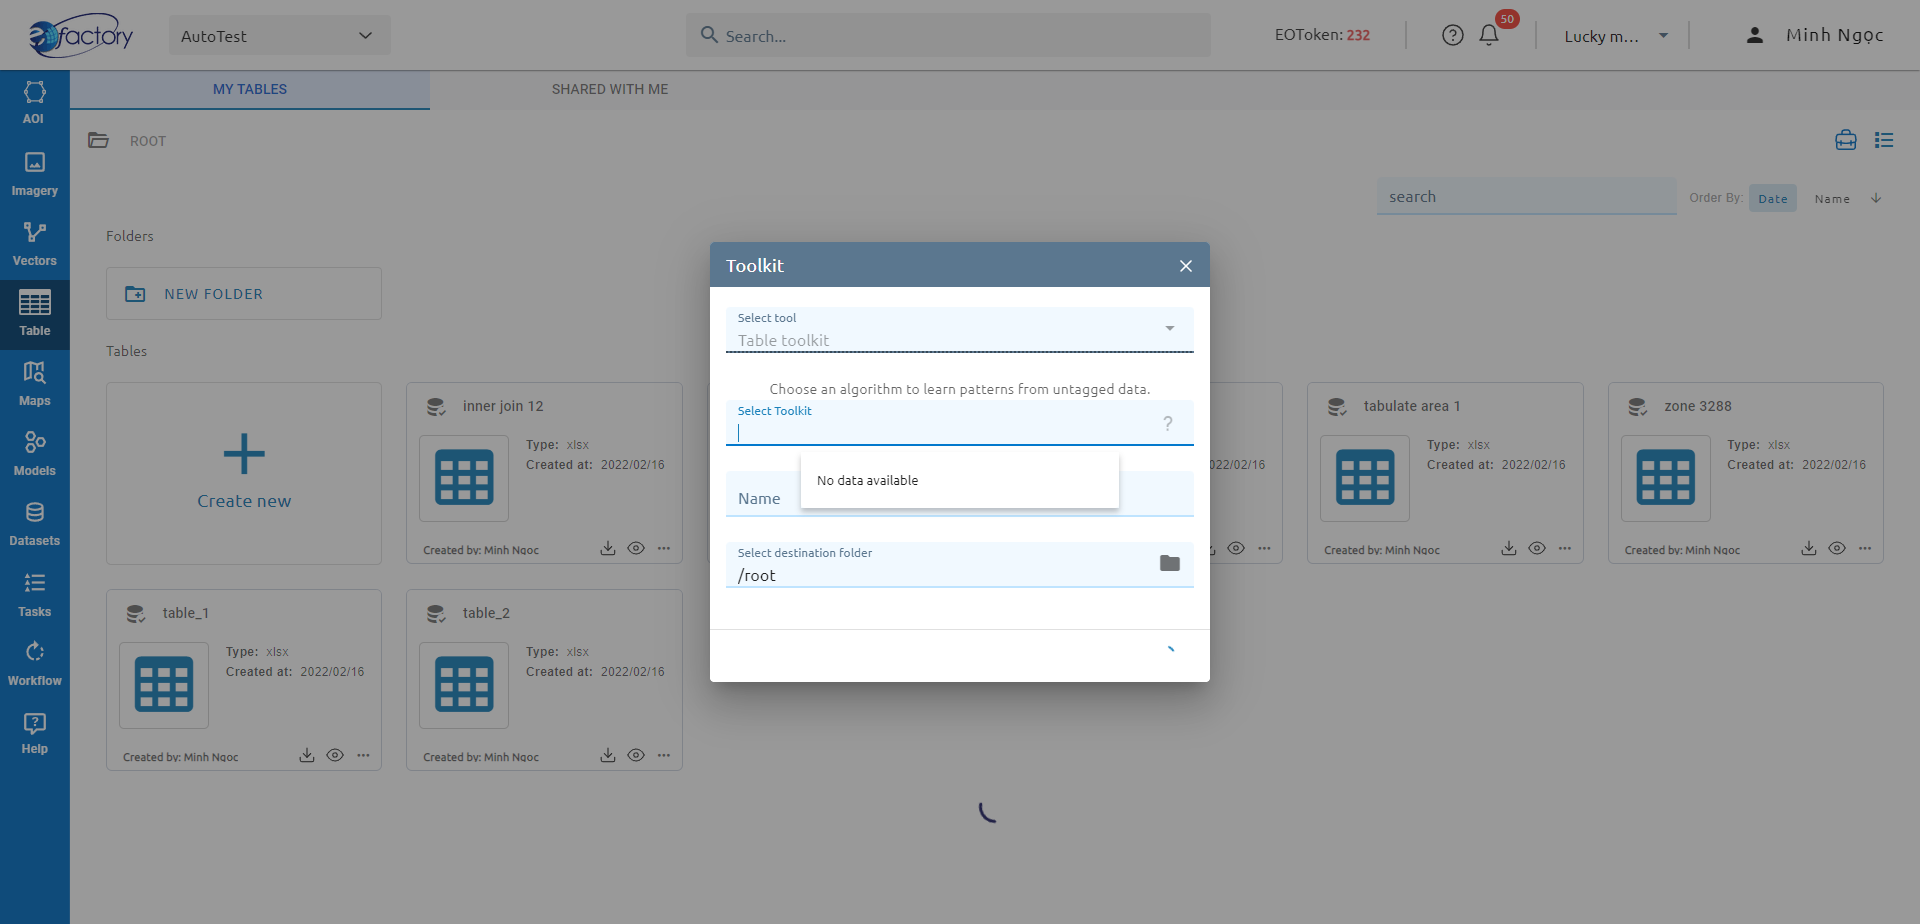 eofactory
AutoTest
Search...
EOToken: 232
50
Lucky m...
Minh Ngọc
AOI
Imagery
Vectors
Table
Maps
Models
Datasets
Tasks
Workflow
Help
MY TABLES
SHARED WITH ME
ROOT
search
Order By:
Date
Name
Folders
NEW FOLDER
Tables
Create new
inner join 12
Type: xlsx
Created at: 2022/02/16
Created by: Minh Ngoc
022/02/16
tabulate area 1
Type: xlsx
Created at: 2022/02/16
Created by: Minh Ngoc
zone 3288
Type: xlsx
Created at: 2022/02/16
Created by: Minh Ngoc
table_1
Type: xlsx
Created at: 2022/02/16
Created by: Minh Ngoc
table_2
Type: xlsx
Created at: 2022/02/16
Created by: Minh Ngoc
Toolkit
Select tool
Table toolkit
Choose an algorithm to learn patterns from untagged data.
Select Toolkit
?
No data available
Name
Select destination folder
/root